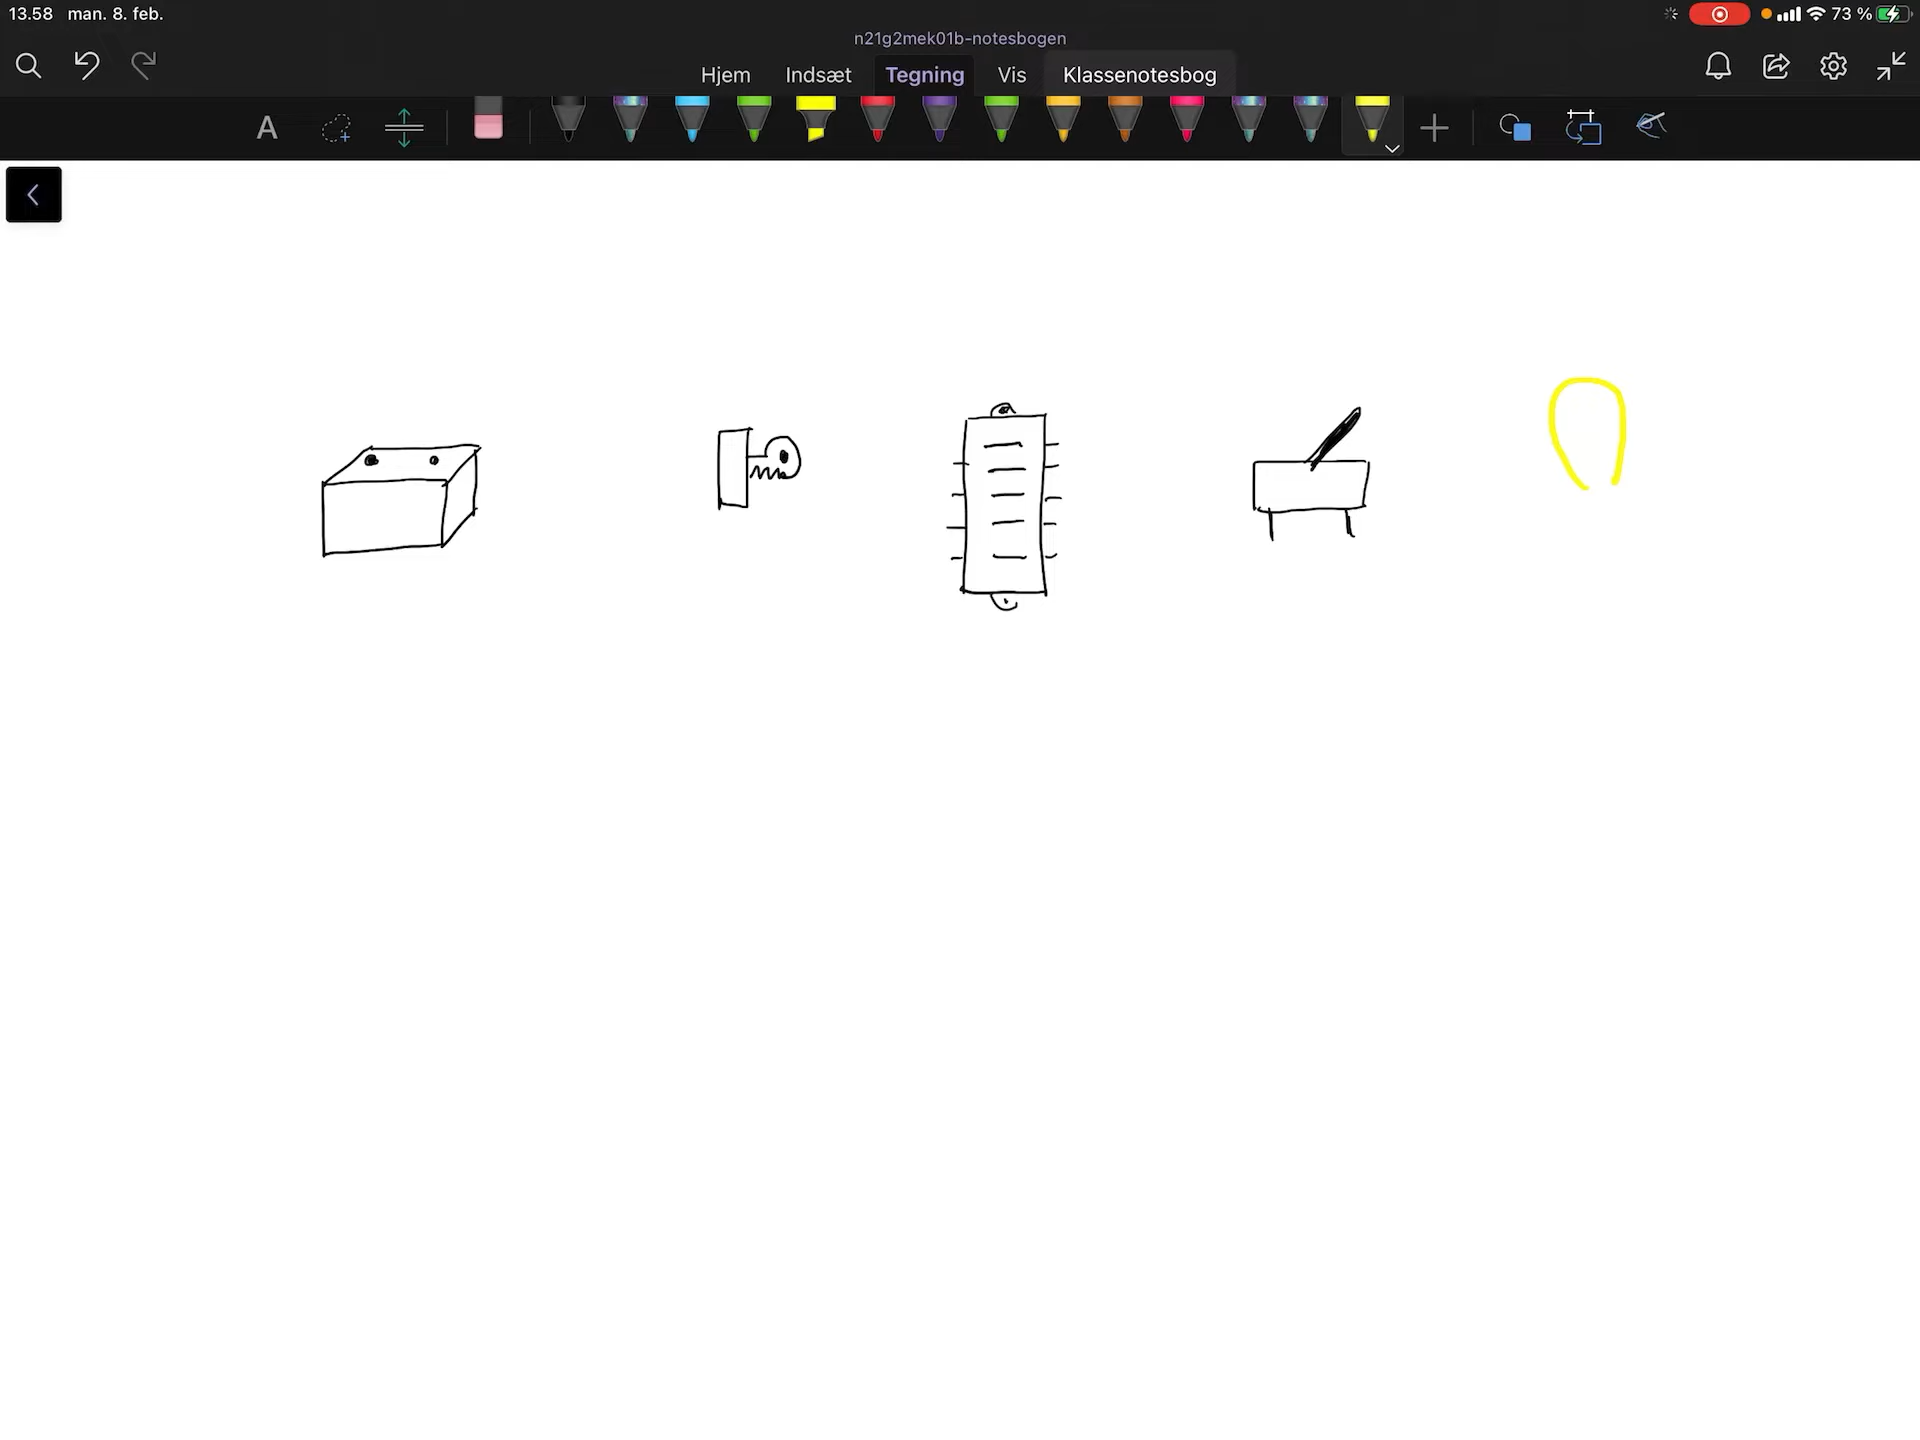 13.58 man. 8. feb.
73 %
n21g2mek01b-notesbogen
Hjem Indsæt Tegning Vis Klassenotesbog
A